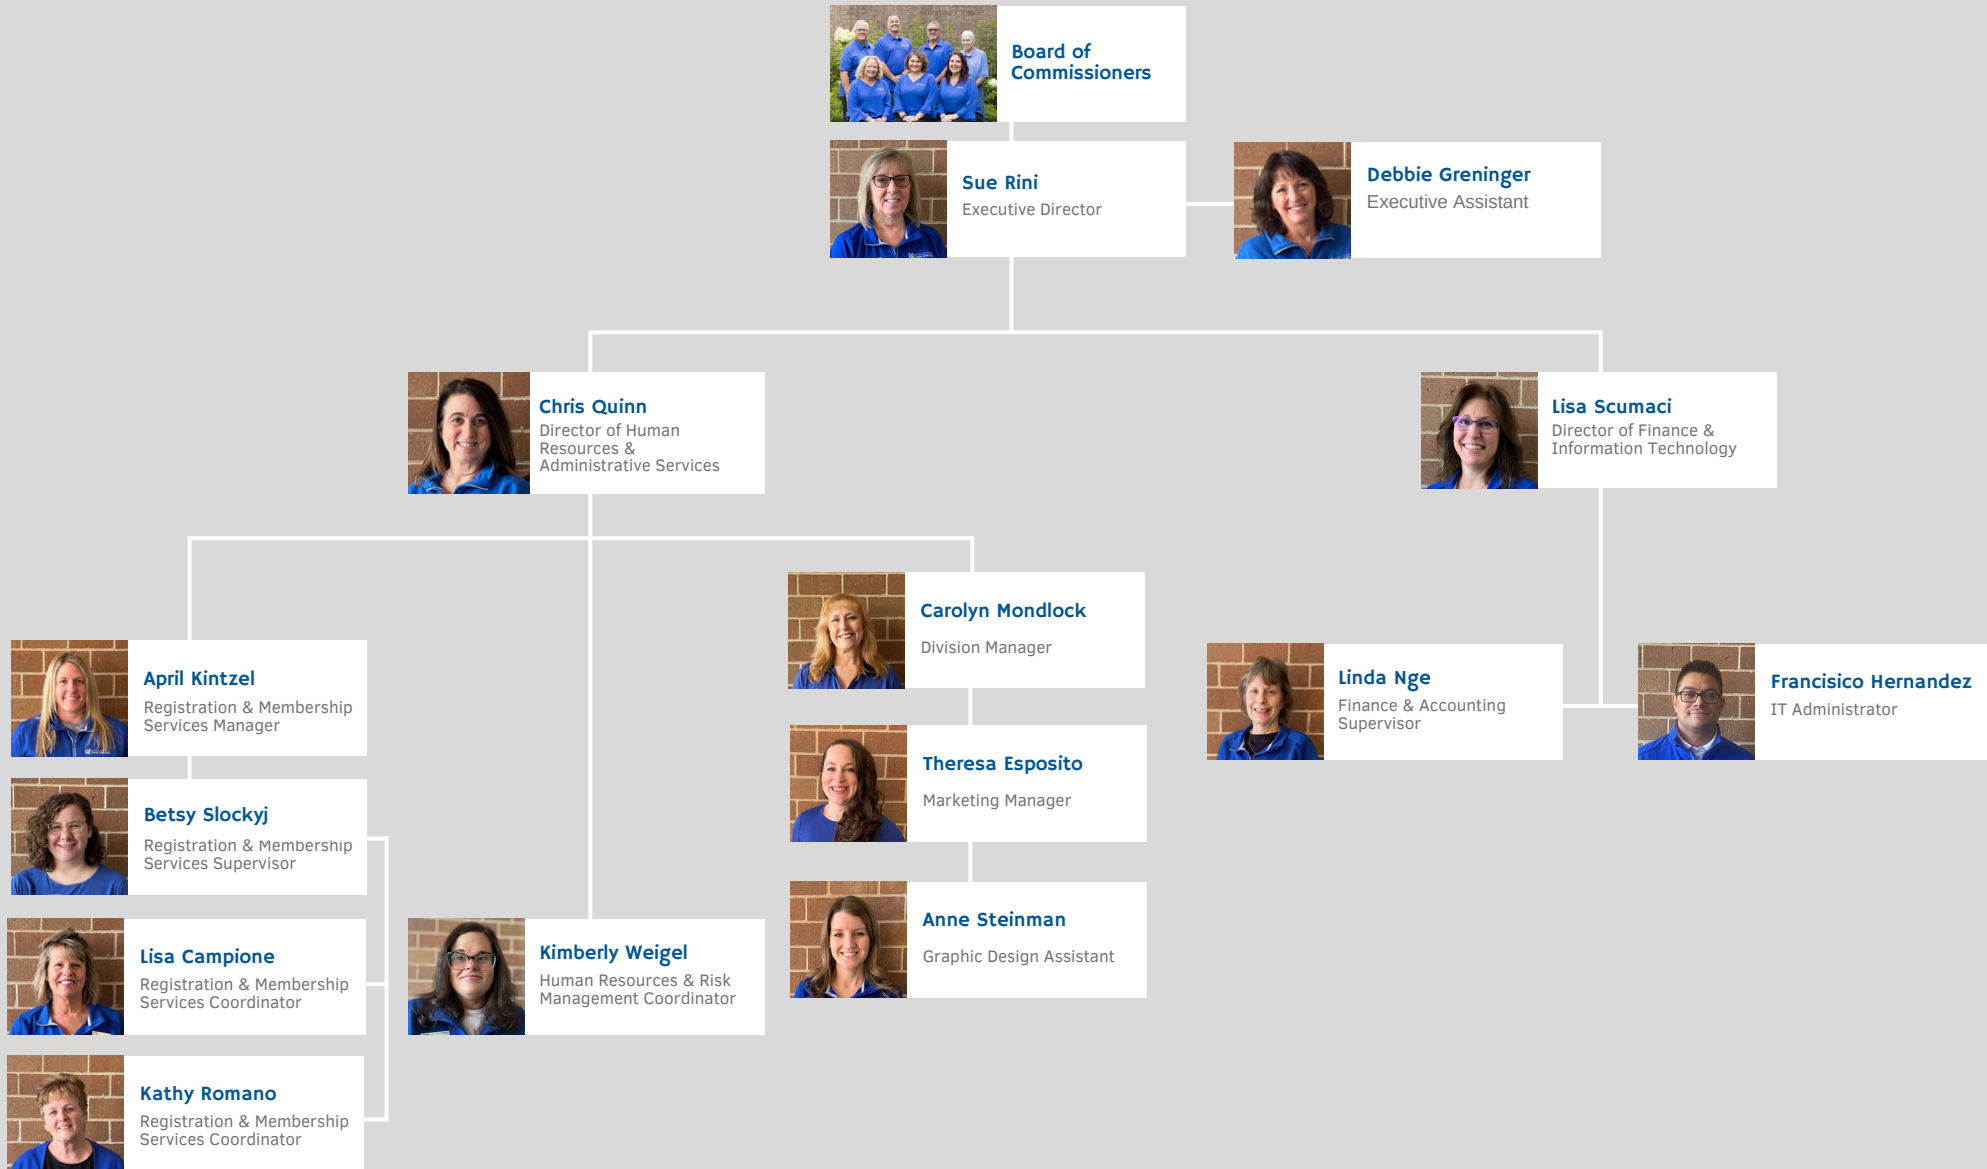 Board of
Commissioners
Sue Rini
Executive Director
Debbie Greninger
Executive Assistant
Chris Quinn
Director of Human
Resources &
Administrative Services
Lisa Scumaci
Director of Finance &
Information Technology
April Kintzel
Registration & Membership
Services Manager
Betsy Slockyj
Registration & Membership
Services Supervisor
Lisa Campione
Registration & Membership
Services Coordinator
Kathy Romano
Registration & Membership
Services Coordinator
Kimberly Weigel
Human Resources & Risk
Management Coordinator
Carolyn Mondlock
Division Manager
Theresa Esposito
Marketing Manager
Anne Steinman
Graphic Design Assistant
Linda Nge
Finance & Accounting
Supervisor
Francisico Hernandez
IT Administrator